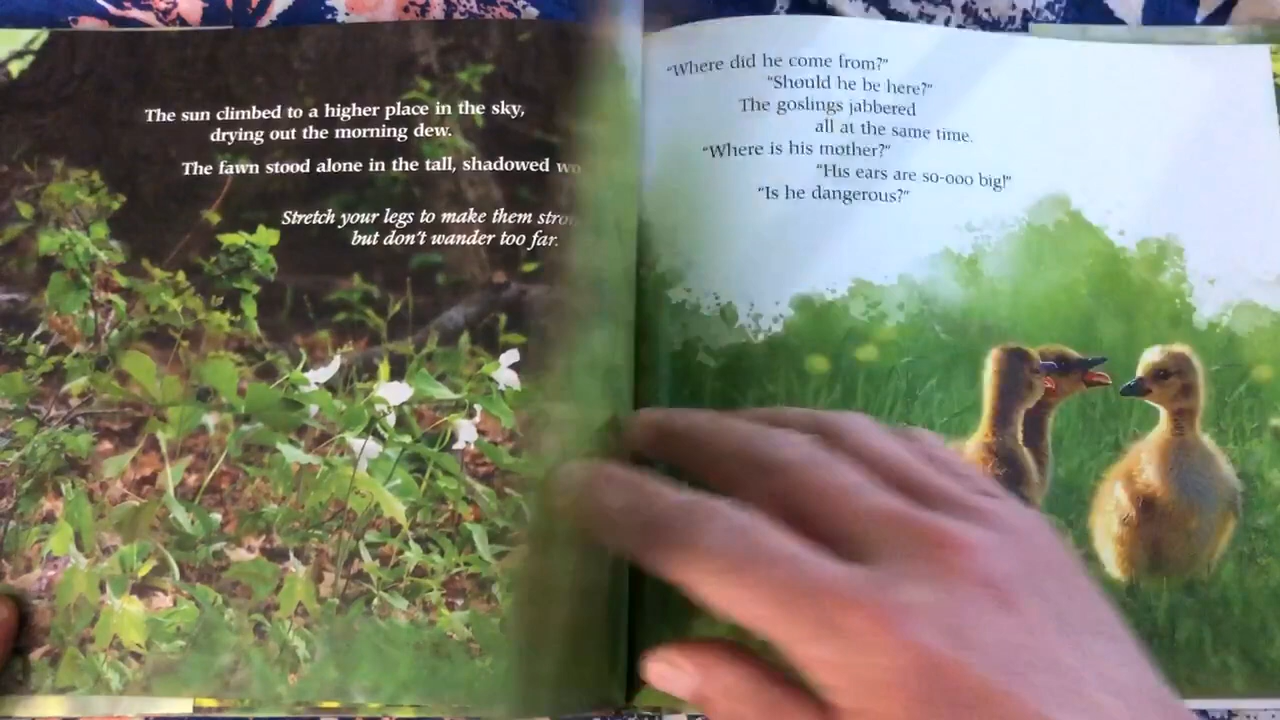 The sun climbed to a higher place in the sky,
drying out the morning dew.
The fawn stood alone in the tall, shadowed
Stretch your legs to make them
but don't wander too far.
"Where did he come from?"
"Should he be here?"
The goslings jabbered
all at the same time.
"Where is his mother?"
"His ears are so-ooo big!"
"Is he dangerous?"